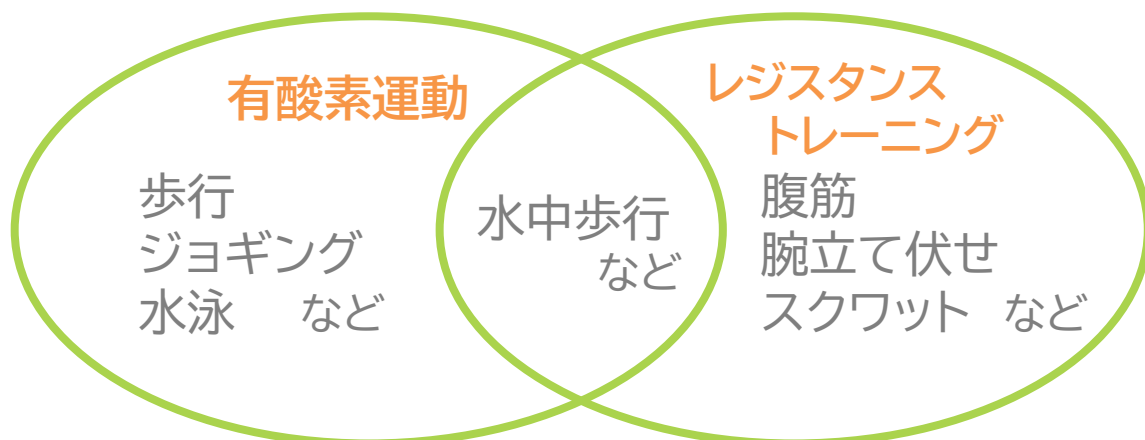 有酸素運動
歩行
ジョギング
水泳 など
水中歩行
など
レジスタンス
トレーニング
腹筋
腕立て伏せ
スクワット など